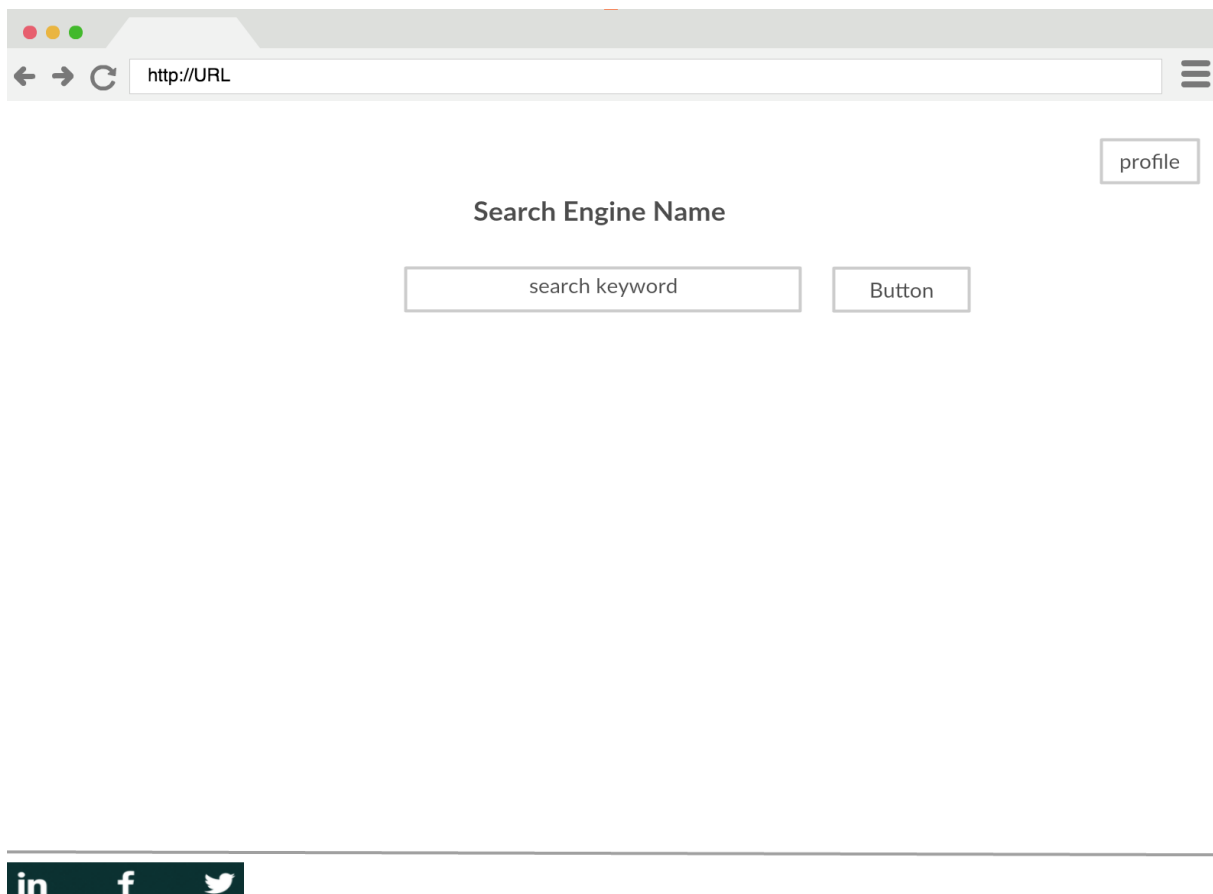 http://URL
profile
Search Engine Name
search keyword
Button
in f